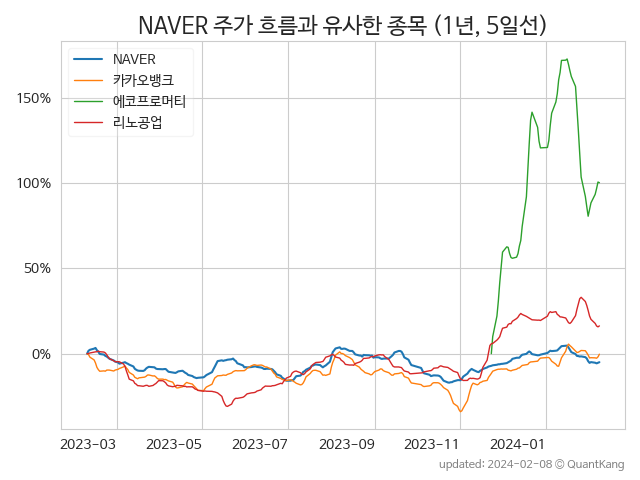 NAVER 주가 흐름과 유사한 종목 (1년, 5일선)
NAVER
카카오뱅크
에코프로머티
리노공업
150%
100%
50%
0%
2023-03 2023-05 2023-07 2023-09 2023-11 2024-01
updated: 2024-02-08 © QuantKang